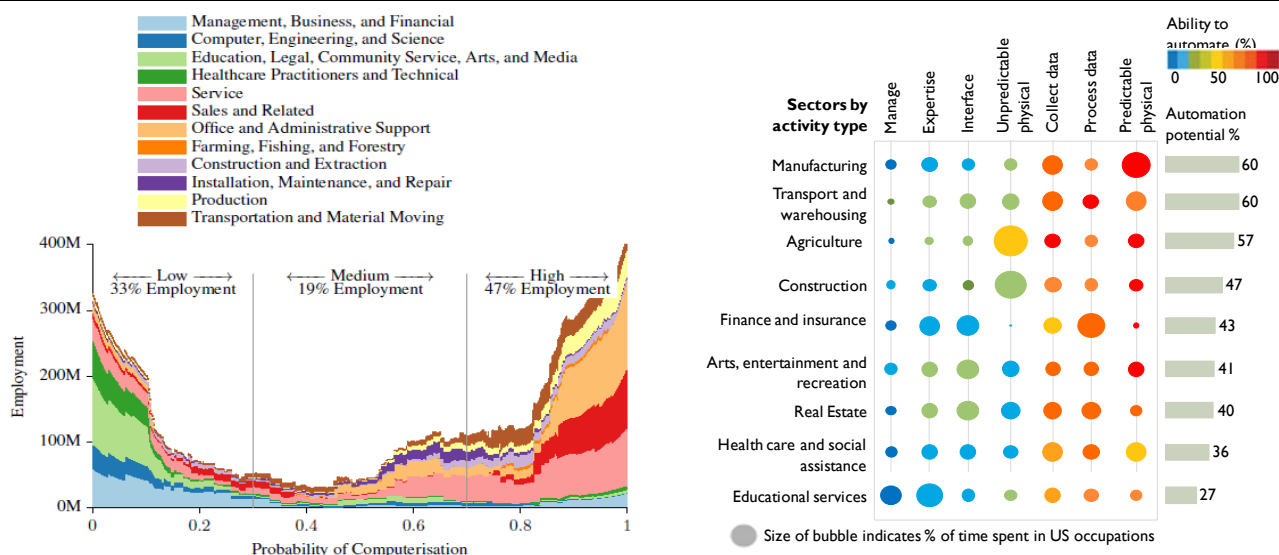 Management, Business, and Financial
Computer, Engineering, and Science
Education, Legal, Community Service, Arts, and Media
Healthcare Practitioners and Technical
Service
Sales and Related
Office and Administrative Support
Farming, Fishing, and Forestry
Construction and Extraction
Installation, Maintenance, and Repair
Production
Transportation and Material Moving
400M
300M
200M
100M
0M
Employment
Low
33% Employment
Medium
19% Employment
High
47% Employment
0
0.2
0.4
0.6
0.8
1
Probability of Computerisation
Ability to
automate (%)
0 50 100
Automation
potential %
Sectors by
activity type
Manage
Expertise
Interface
Unpredictable
physical
Collect data
Process data
Predictable
physical
Manufacturing
60
Transport and
warehousing
60
Agriculture
57
Construction
47
Finance and insurance
43
Arts, entertainment and
recreation
41
Real Estate
40
Health care and social
assistance
36
Educational services
27
Size of bubble indicates % of time spent in US occupations